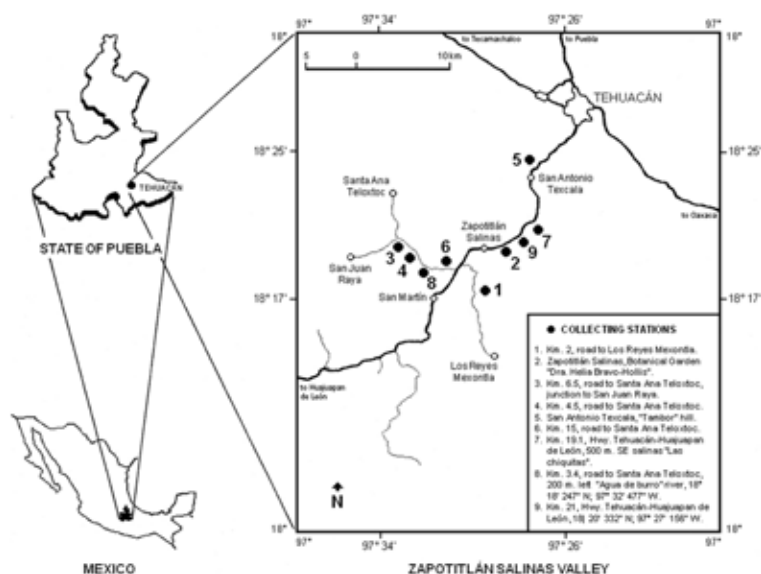 97°
97° 34'
97° 26'
97°
18°
18°
to Tecamachalco
to Puebla
5
0
10 km
TEHUACÁN
18° 25'
18° 25'
5
San Antonio
Texcala
Santa Ana
Teloxtoc
TEHUACÁN
to Oaxaca
STATE OF PUEBLA
Zapotitlán
Salinas
7
9
2
3
4
6
8
San Juan
Raya
1
San Martín
18° 17'
18° 17'
Los Reyes
Mexontla
to Huajuapan
de León
● COLLECTING STATIONS
1. Km. 2, road to Los Reyes Mexontla.
2. Zapotitlán Salinas, Botanical Garden
"Dra. Helia Bravo-Hollis".
3. Km. 6.5, road to Santa Ana Teloxtoc,
junction to San Juan Raya.
4. Km. 4.5, road to Santa Ana Teloxtoc.
5. San Antonio Texcala, "Tambor" hill.
6. Km. 15, road to Santa Ana Teloxtoc.
7. Km. 19.1, Hwy. Tehuacán-Huajuapan
de León, 500 m. SE salinas "Las
chiquitas".
8. Km. 3.4, road to Santa Ana Teloxtoc,
200 m. left "Agua de burro" river, 18°
18' 247" N; 97° 32' 477" W.
9. Km. 21, Hwy. Tehuacán-Huajuapan de
León, 18| 20' 332" N; 97° 27' 156" W.
N
18°
97°
97° 34'
97° 26'
97°
MEXICO
ZAPOTITLÁN SALINAS VALLEY